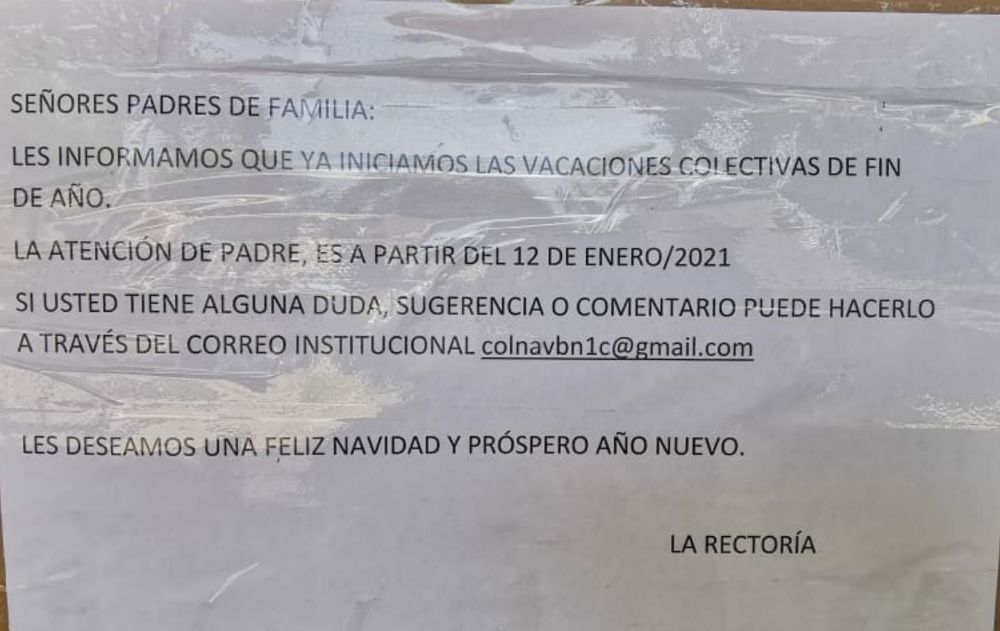 SEÑORES PADRES DE FAMILIA:
LES INFORMAMOS QUE YA INICIAMOS LAS VACACIONES COLECTIVAS DE FIN
DE AÑO.
LA ATENCIÓN DE PADRE, ES A PARTIR DEL 12 DE ENERO/2021
SI USTED TIENE ALGUNA DUDA, SUGERENCIA O COMENTARIO PUEDE HACERLO
A TRAVÉS DEL CORREO INSTITUCIONAL colnavbn1c@gmail.com
LES DESEAMOS UNA FELIZ NAVIDAD Y PRÓSPERO AÑO NUEVO.
LA RECTORÍA